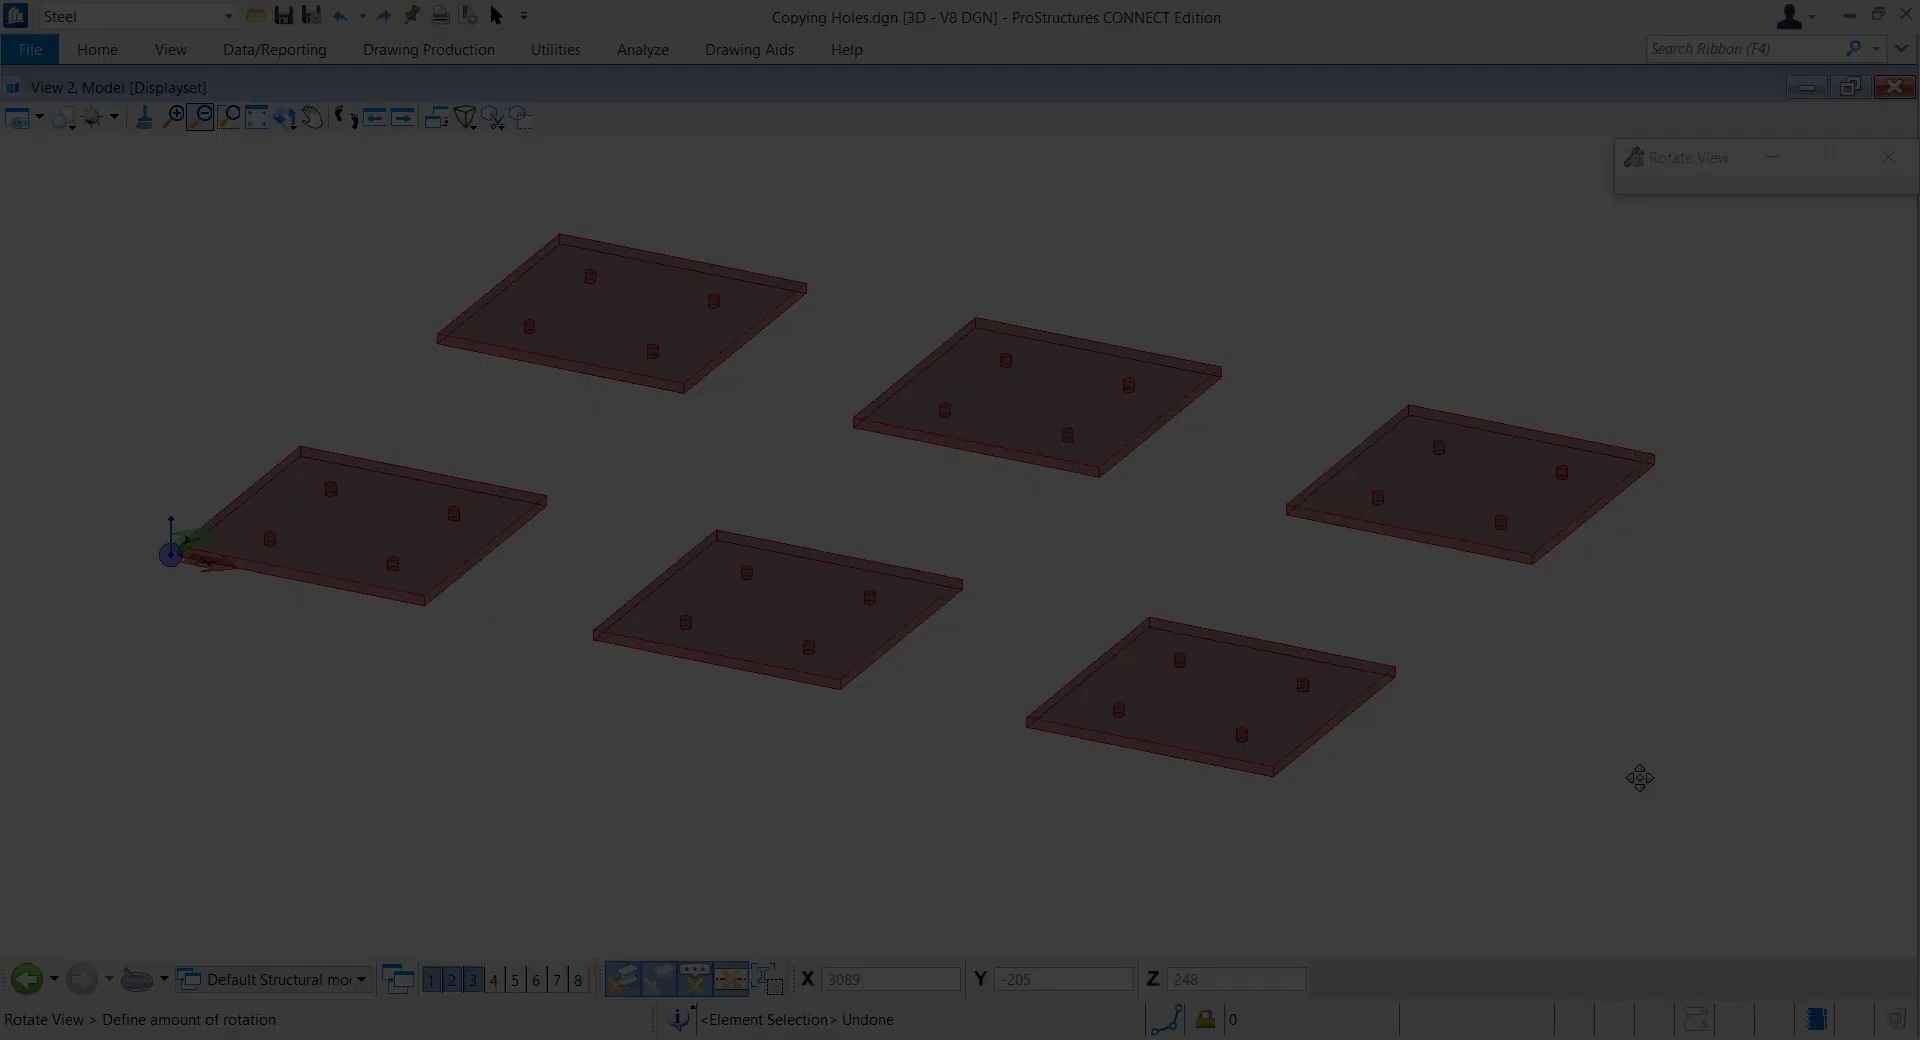 Steel
Copying Holes.dgn [3D - V8 DGN] - ProStructures CONNECT Edition
File Home View Data/Reporting Drawing Production Utilities Analyze Drawing Aids Help
Search Ribbon (F4)
View 2, Model [Displayset]
Rotate View
Default Structural mo
1 2 3 4 5 6 7 8
X 3089 Y -205 Z 248
Rotate View > Define amount of rotation
<Element Selection> Undone
0